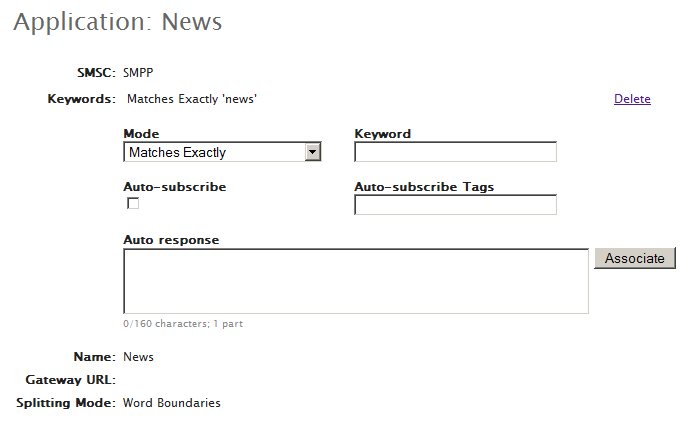 Application: News
SMSC: SMPP
Keywords: Matches Exactly 'news' Delete
Mode Keyword
Matches Exactly
Auto-subscribe Auto-subscribe Tags
Auto response
Associate
0/160 characters; 1 part
Name: News
Gateway URL:
Splitting Mode: Word Boundaries